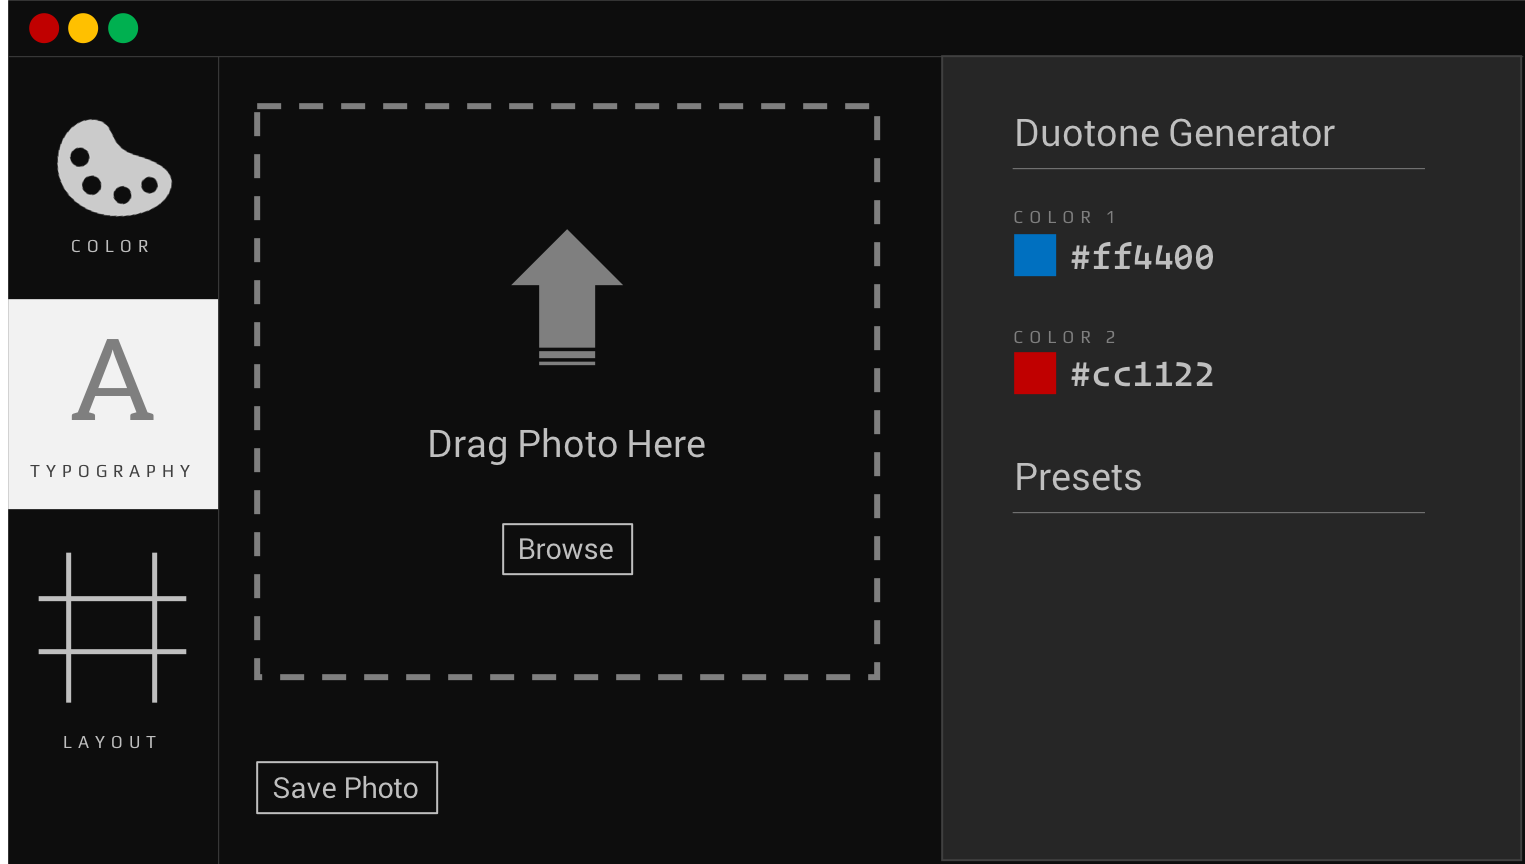 COLOR
A
TYPOGRAPHY
LAYOUT
Drag Photo Here
Browse
Save Photo
Duotone Generator
COLOR 1
#ff4400
COLOR 2
#cc1122
Presets